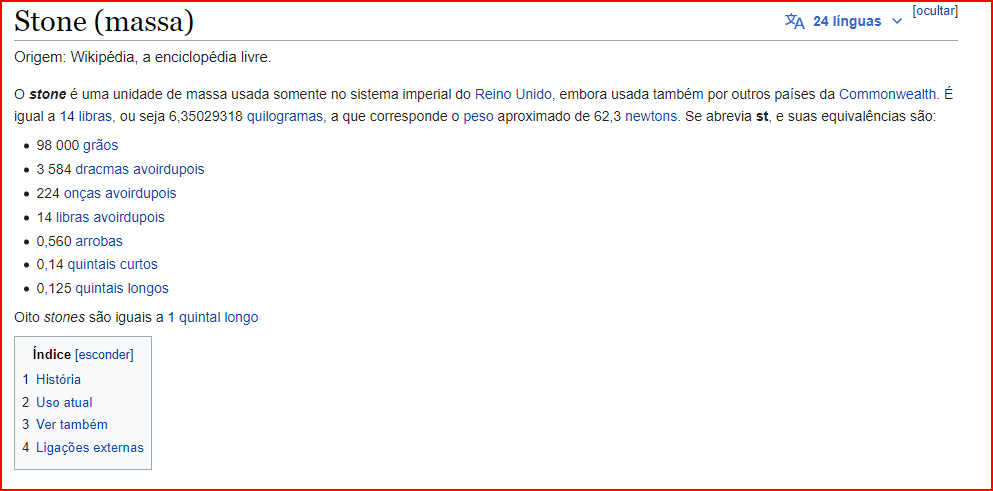 Stone (massa)
24 línguas
[ocultar]
Origem: Wikipédia, a enciclopédia livre.
O stone é uma unidade de massa usada somente no sistema imperial do Reino Unido, embora usada também por outros países da Commonwealth. É
igual a 14 libras, ou seja 6,35029318 quilogramas, a que corresponde o peso aproximado de 62,3 newtons. Se abrevia st, e suas equivalências são:
98 000 grãos
3 584 dracmas avoirdupois
224 onças avoirdupois
14 libras avoirdupois
0,560 arrobas
0,14 quintais curtos
0,125 quintais longos
Oito stones são iguais a 1 quintal longo
Índice [esconder]
1 História
2 Uso atual
3 Ver também
4 Ligações externas